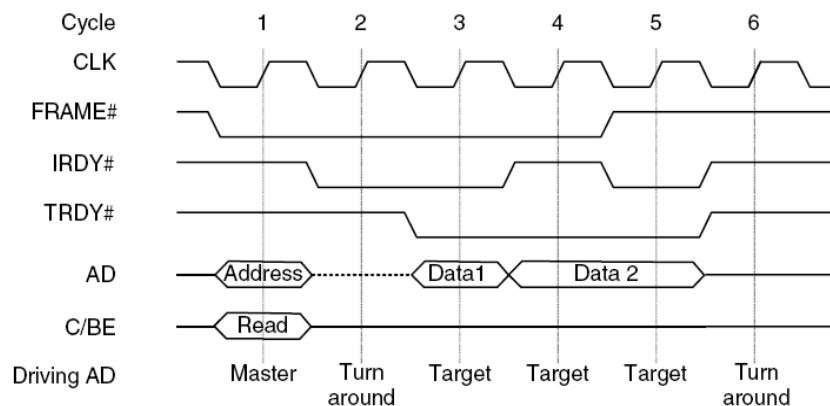 Cycle 1 2 3 4 5 6
CLK
FRAME#
IRDY#
TRDY#
AD Address Data1 Data 2
C/BE Read
Driving AD Master Turn around Target Target Target Turn around